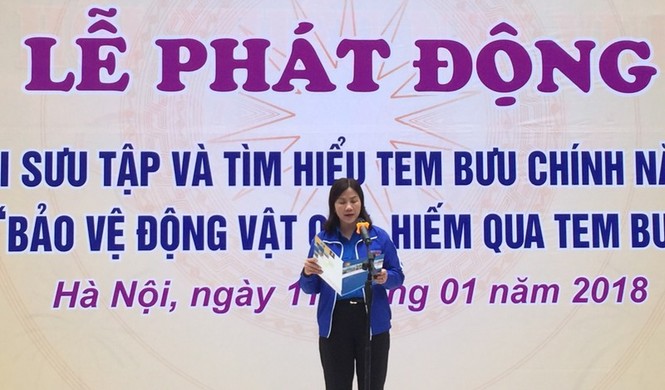 LỄ PHÁT ĐỘNG
I SƯU TẬP VÀ TÌM HIỂU TEM BƯU CHÍNH NĂ
"BẢO VỆ ĐỘNG VẬT HIẾM QUA TEM BƯ
Hà Nội, ngày 01 năm 2018